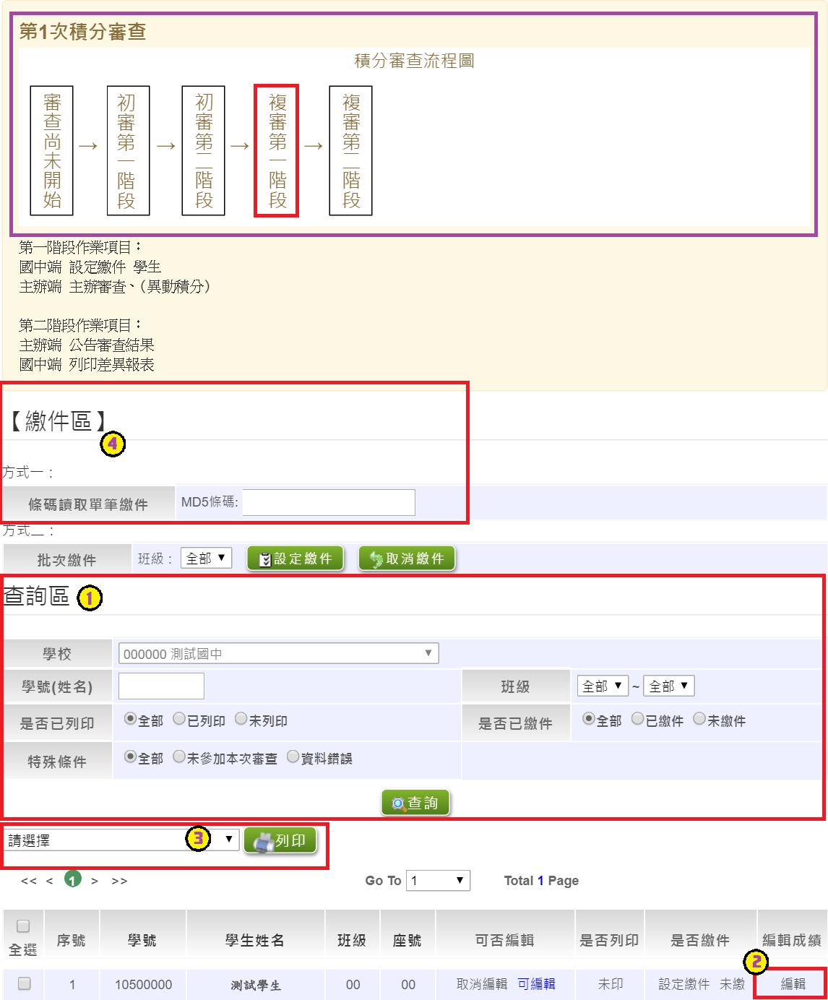 第1次積分審查
積分審查流程圖
審查尚未開始 → 初審第一階段 → 初審第二階段 → 複審第一階段 → 複審第二階段
第一階段作業項目：
國中端 設定繳件 學生
主辦端 主辦審查、(異動積分)
第二階段作業項目：
主辦端 公告審查結果
國中端 列印差異報表
【繳件區】
4
方式一：
條碼讀取單筆繳件 MD5條碼:
方式二：
批次繳件 班級： 全部 設定繳件 取消繳件
查詢區 1
學校 000000 測試國中
學號(姓名) 班級 全部 ~ 全部
是否已列印 全部 已列印 未列印 是否已繳件 全部 已繳件 未繳件
特殊條件 全部 未參加本次審查 資料錯誤
查詢
請選擇 3 列印
<< < 1 > >> Go To 1 Total 1 Page
全選 序號 學號 學生姓名 班級 座號 可否編輯 是否列印 是否繳件 編輯成績
2
1 10500000 測試學生 00 00 取消編輯 可編輯 未印 設定繳件 未繳 編輯